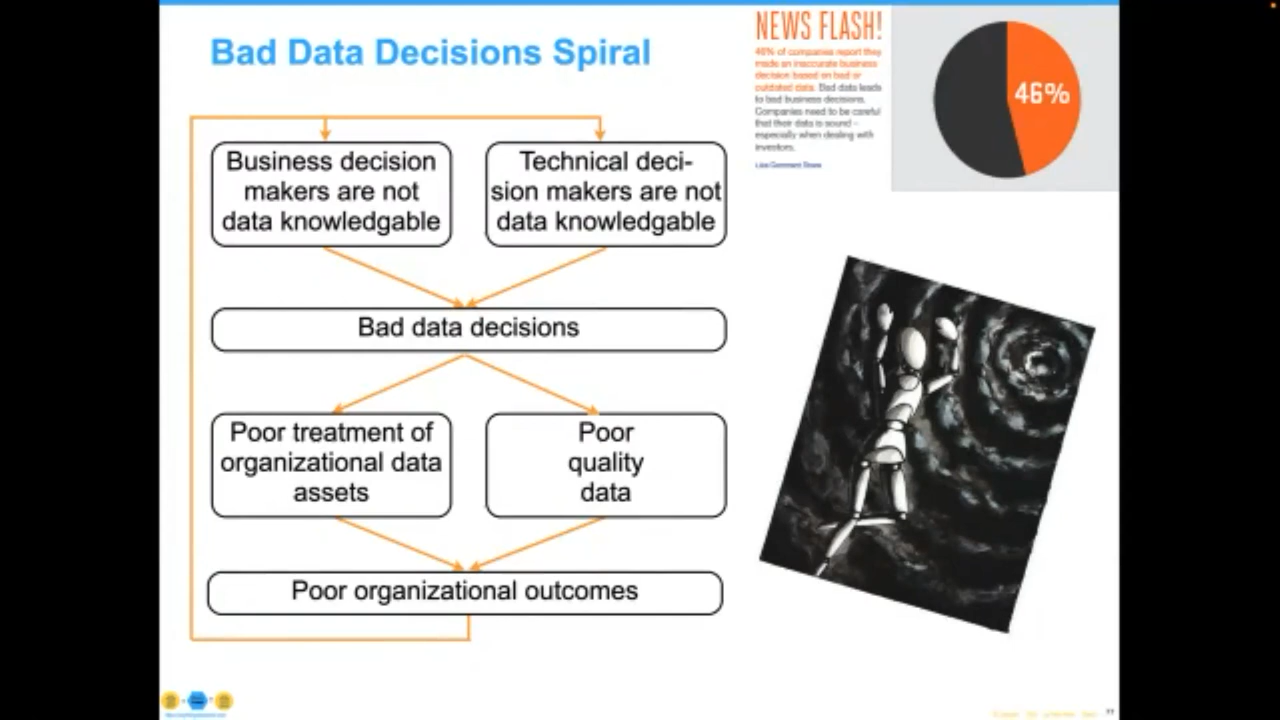 Bad Data Decisions Spiral
NEWS FLASH!
46% of companies report they
made an inaccurate business
decision based on bad or
outdated data. Bad data leads
to bad business decisions.
Companies need to be careful
that their data is sound –
especially when dealing with
investors.
Like Comment Share
46%
Business decision
makers are not
data knowledgable
Technical deci-
sion makers are not
data knowledgable
Bad data decisions
Poor treatment of
organizational data
assets
Poor
quality
data
Poor organizational outcomes